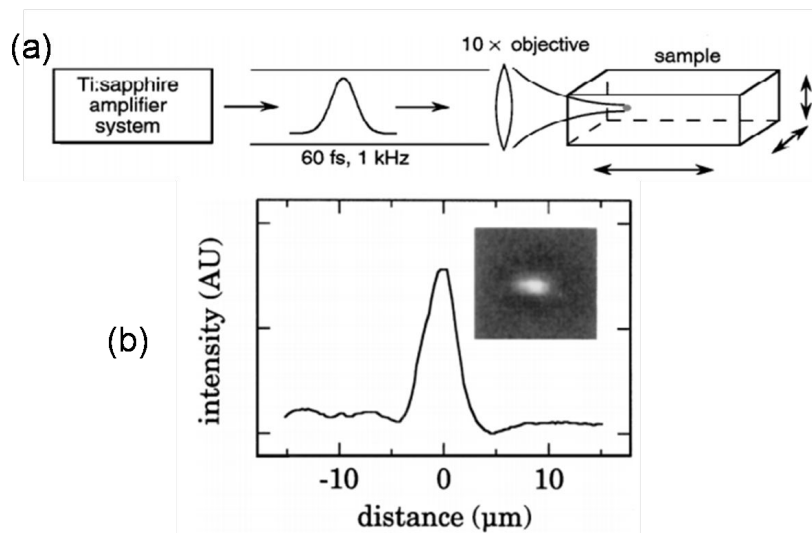 (a)
Ti:sapphire
amplifier
system
60 fs, 1 kHz
10 × objective
sample
(b)
intensity (AU)
-10 0 10
distance (μm)